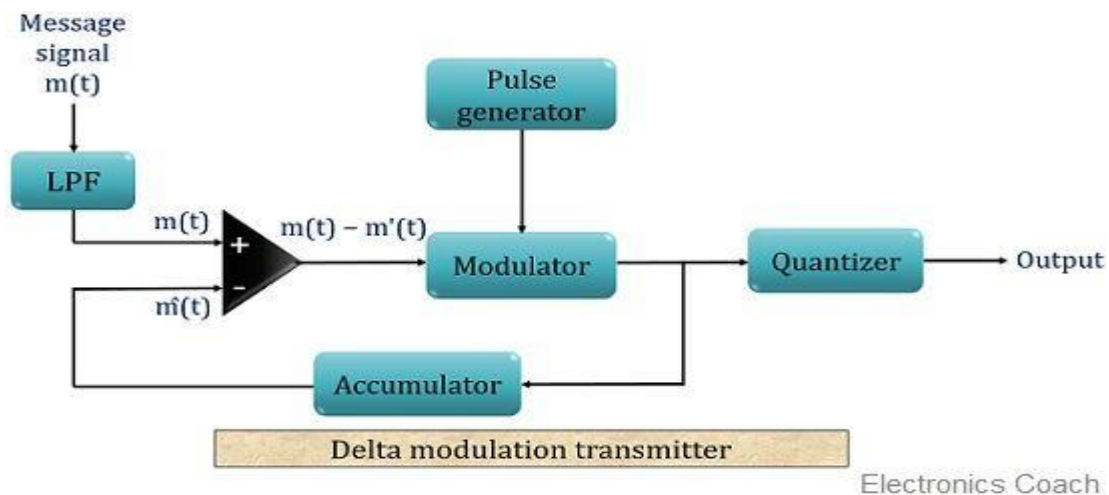 Message
signal
m(t)
Pulse
generator
LPF
m(t)
+
m(t) − m'(t)
Modulator
Quantizer
Output
-
m̂(t)
Accumulator
Delta modulation transmitter
Electronics Coach